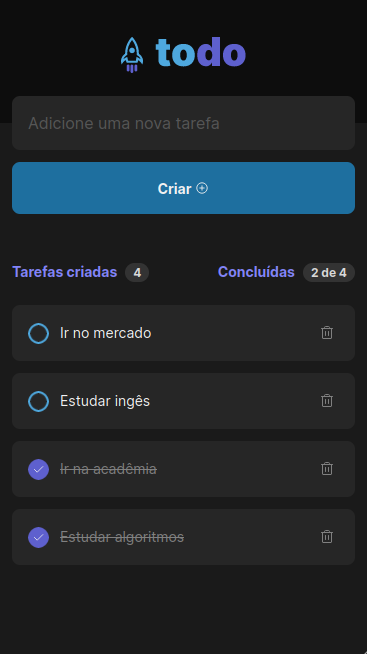 todo
Adicione uma nova tarefa
Criar
Tarefas criadas 4 Concluídas 2 de 4
Ir no mercado
Estudar ingês
Ir na acadêmia
Estudar algoritmos